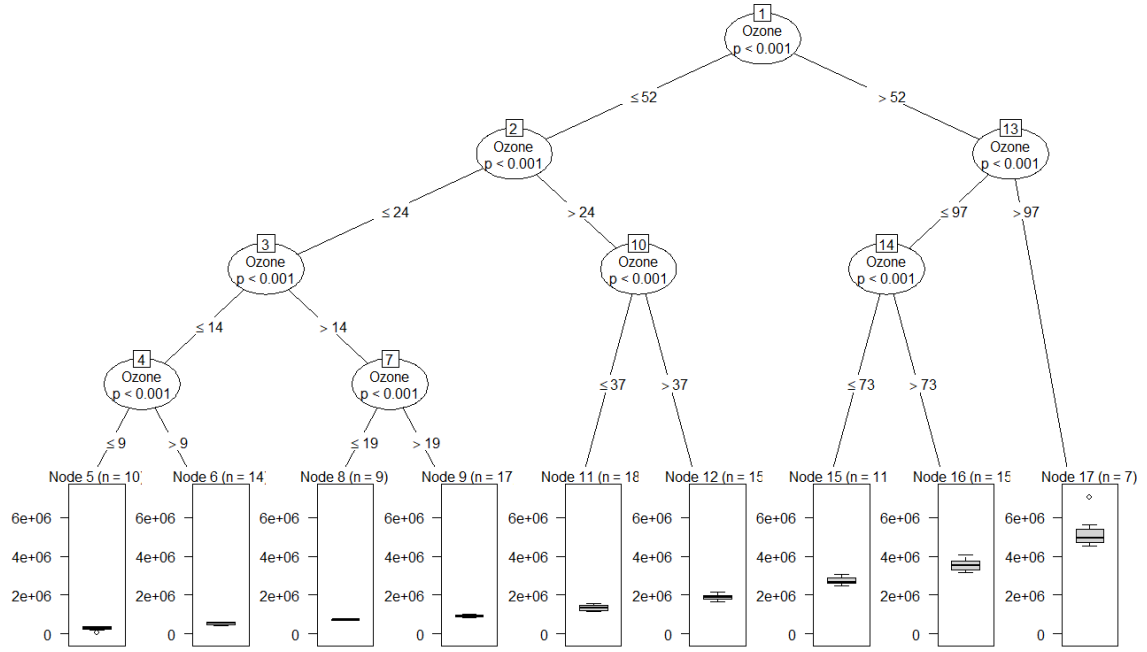 1
Ozone
p < 0.001
≤ 52
> 52
2
Ozone
p < 0.001
13
Ozone
p < 0.001
≤ 24
> 24
≤ 97
> 97
3
Ozone
p < 0.001
10
Ozone
p < 0.001
14
Ozone
p < 0.001
≤ 14
> 14
4
Ozone
p < 0.001
7
Ozone
p < 0.001
≤ 37
> 37
≤ 73
> 73
≤ 9
> 9
≤ 19
> 19
Node 5 (n = 10)
6e+06
4e+06
2e+06
0
Node 6 (n = 14)
6e+06
4e+06
2e+06
0
Node 8 (n = 9)
6e+06
4e+06
2e+06
0
Node 9 (n = 17
6e+06
4e+06
2e+06
0
Node 11 (n = 18
6e+06
4e+06
2e+06
0
Node 12 (n = 15
6e+06
4e+06
2e+06
0
Node 15 (n = 11
6e+06
4e+06
2e+06
0
Node 16 (n = 15
6e+06
4e+06
2e+06
0
Node 17 (n = 7)
6e+06
4e+06
2e+06
0